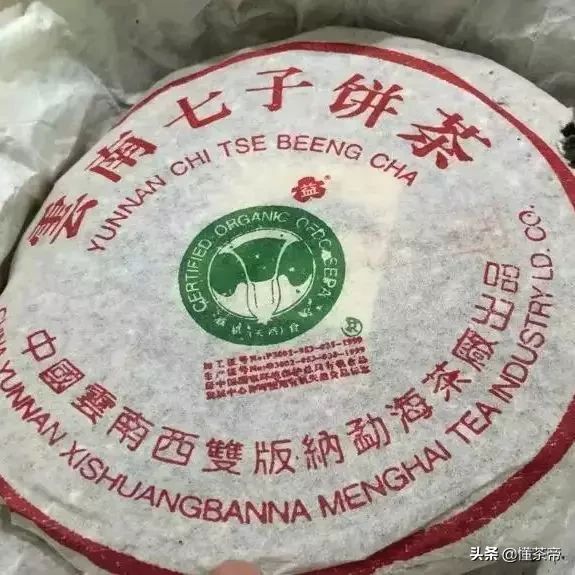 雲南七子饼茶
YUNNAN CHI TSE BEENG CHA
益
CERTIFIED ORGANIC OFDC SEPA
R
中國雲南西雙版納勐海茶廠出品
CHINA YUNNAN XISHUANGBANNA MENGHAI TEA INDUSTRY LD. CO.
头条 @懂茶帝